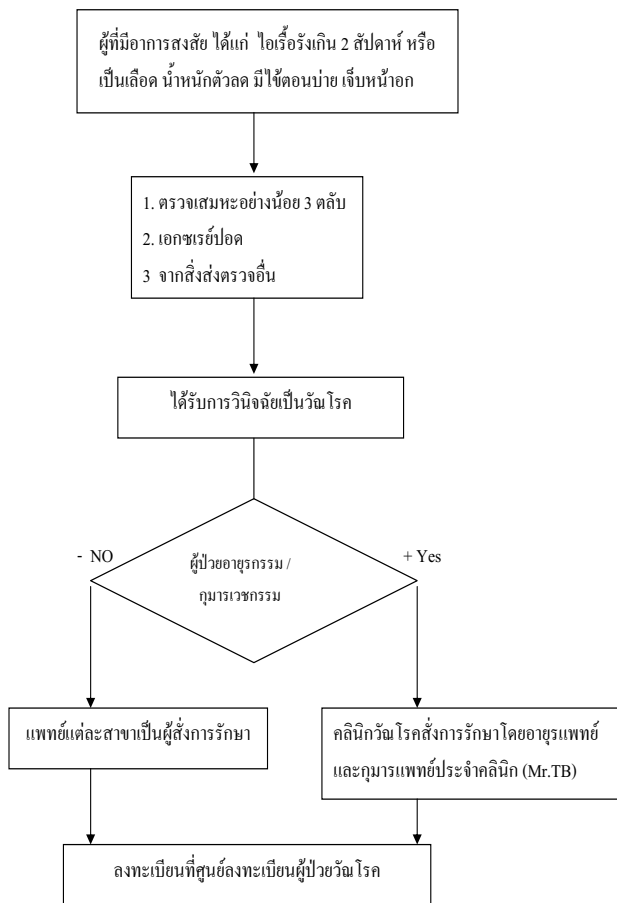 ผู้ที่มีอาการสงสัย ได้แก่ ไอเรื้อรังเกิน 2 สัปดาห์ หรือ
เป็นเลือด น้ำหนักตัวลด มีไข้ตอนบ่าย เจ็บหน้าอก
1. ตรวจเสมหะอย่างน้อย 3 ตลับ
2. เอกซเรย์ปอด
3 จากสิ่งส่งตรวจอื่น
ได้รับการวินิจฉัยเป็นวัณโรค
- NO
+ Yes
ผู้ป่วยอายุรกรรม /
กุมารเวชกรรม
แพทย์แต่ละสาขาเป็นผู้สั่งการรักษา
คลินิกวัณโรคสั่งการรักษาโดยอายุรแพทย์
และกุมารแพทย์ประจำคลินิก (Mr.TB)
ลงทะเบียนที่ศูนย์ลงทะเบียนผู้ป่วยวัณโรค